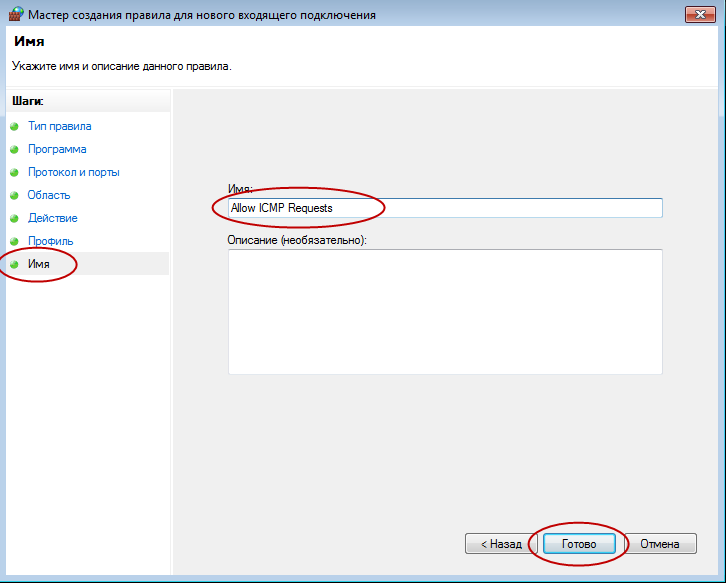 Мастер создания правила для нового входящего подключения
Имя
Укажите имя и описание данного правила.
Шаги:
Тип правила
Программа
Протокол и порты
Область
Действие
Профиль
Имя
Имя:
Allow ICMP Requests
Описание (необязательно):
< Назад
Готово
Отмена